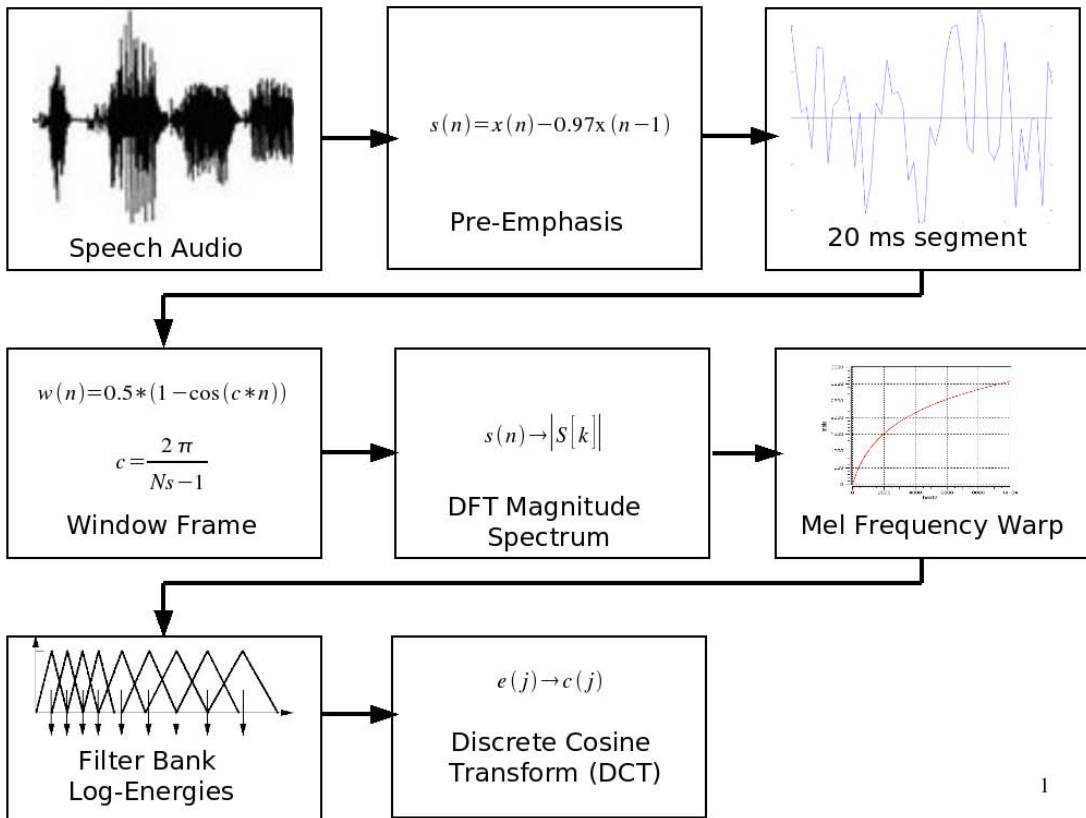 Speech Audio
s(n)=x(n)−0.97x(n−1)
Pre-Emphasis
20 ms segment
w(n)=0.5*(1−cos(c*n))
c=2π/Ns−1
Window Frame
s(n)→|S[k]|
DFT Magnitude
Spectrum
Mel Frequency Warp
Filter Bank
Log-Energies
e(j)→c(j)
Discrete Cosine
Transform (DCT)
1